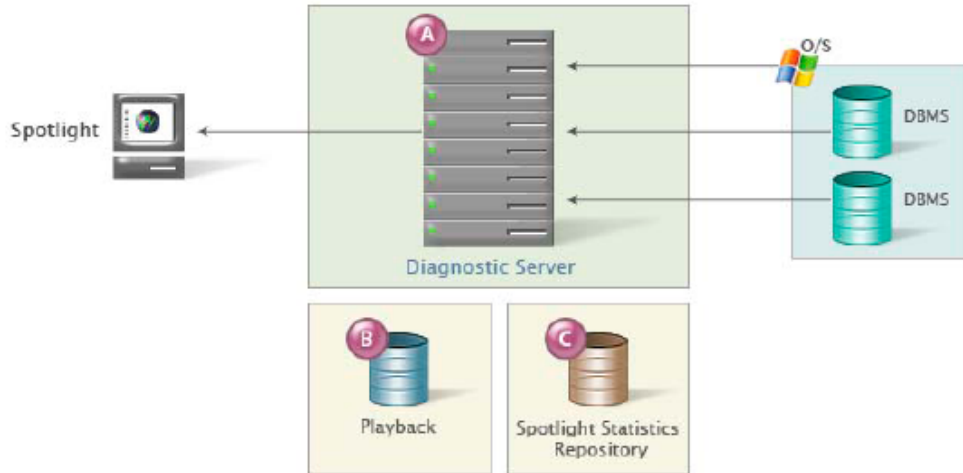 A
O/S
DBMS
Spotlight
DBMS
Diagnostic Server
B
C
Playback
Spotlight Statistics
Repository